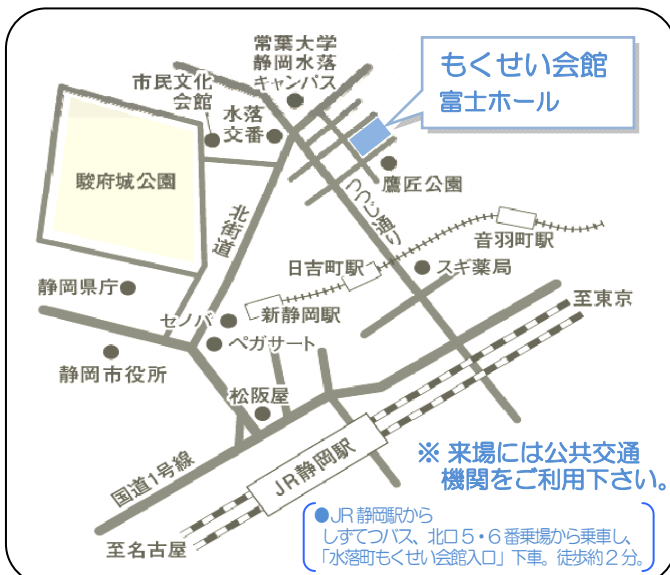 常葉大学
静岡水落
キャンパス
市民文化
会館
水落
交番
もくせい会館
富士ホール
駿府城公園
鷹匠公園
つつじ通り
北街道
音羽町駅
日吉町駅
スギ薬局
静岡県庁
至東京
セノバ
新静岡駅
ペガサート
静岡市役所
松阪屋
国道1号線
JR静岡駅
至名古屋
※ 来場には公共交通
機関をご利用下さい。
●JR静岡駅から
しずてつバス、北口5・6番乗場から乗車し、
「水落町もくせい会館入口」下車。徒歩約2分。